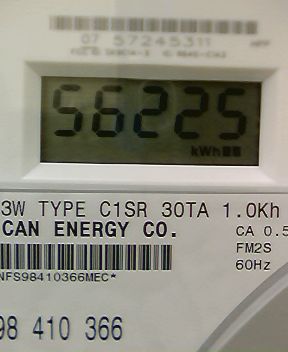 07 57245311
56225
kWh
3W TYPE C1SR 30TA 1.0Kh
CAN ENERGY CO.
CA 0.5
FM2S
NFS98410366MEC*
60Hz
98 410 366